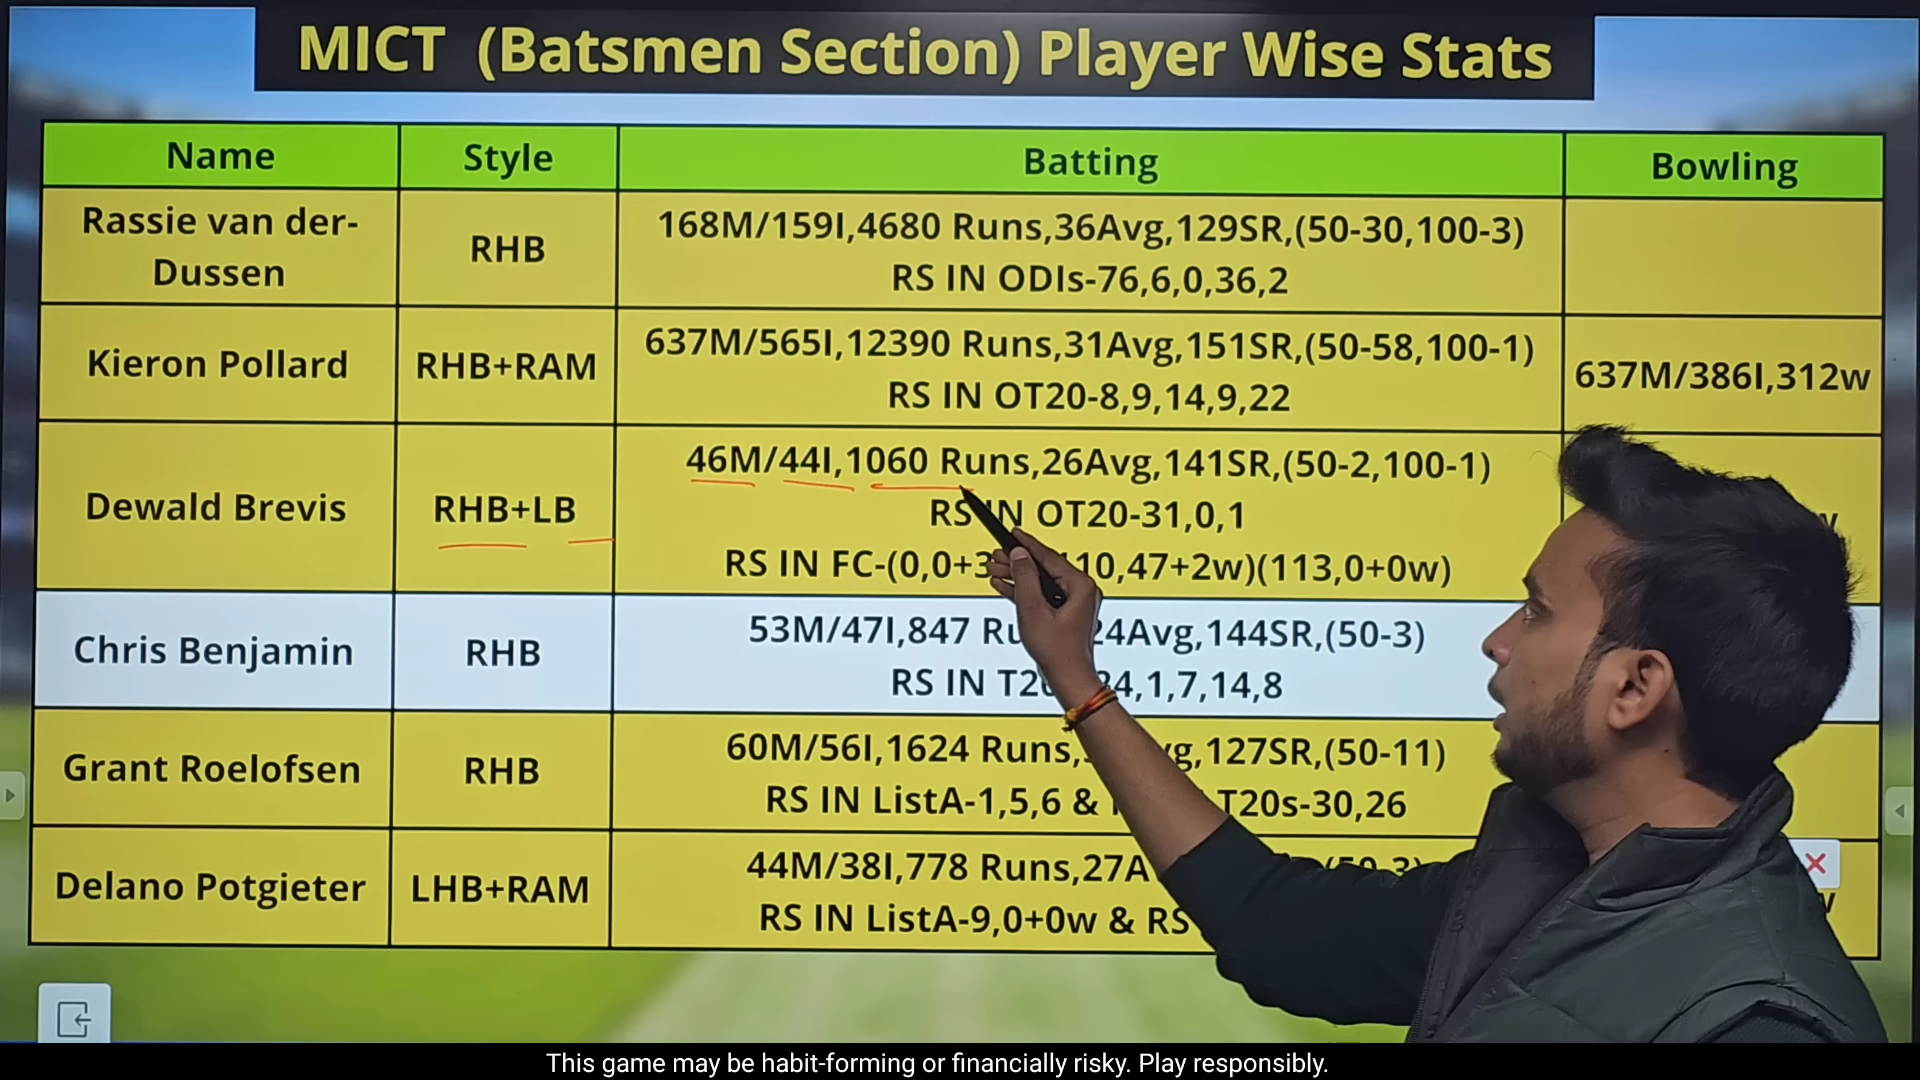 MICT (Batsmen Section) Player Wise Stats
Name Style Batting Bowling
Rassie van der-
Dussen
RHB
168M/159I,4680 Runs,36Avg,129SR,(50-30,100-3)
RS IN ODIs-76,6,0,36,2
Kieron Pollard
RHB+RAM
637M/565I,12390 Runs,31Avg,151SR,(50-58,100-1)
RS IN OT20-8,9,14,9,22
637M/386I,312w
Dewald Brevis
RHB+LB
46M/44I,1060 Runs,26Avg,141SR,(50-2,100-1)
RS IN OT20-31,0,1
RS IN FC-(0,0+3 10,47+2w)(113,0+0w)
Chris Benjamin
RHB
53M/47I,847 24Avg,144SR,(50-3)
RS IN 4,1,7,14,8
Grant Roelofsen
RHB
60M/56I,1624 Runs, 127SR,(50-11)
RS IN ListA-1,5,6 & T20s-30,26
Delano Potgieter
LHB+RAM
44M/38I,778 Runs,27A
RS IN ListA-9,0+0w & RS
This game may be habit-forming or financially risky. Play responsibly.